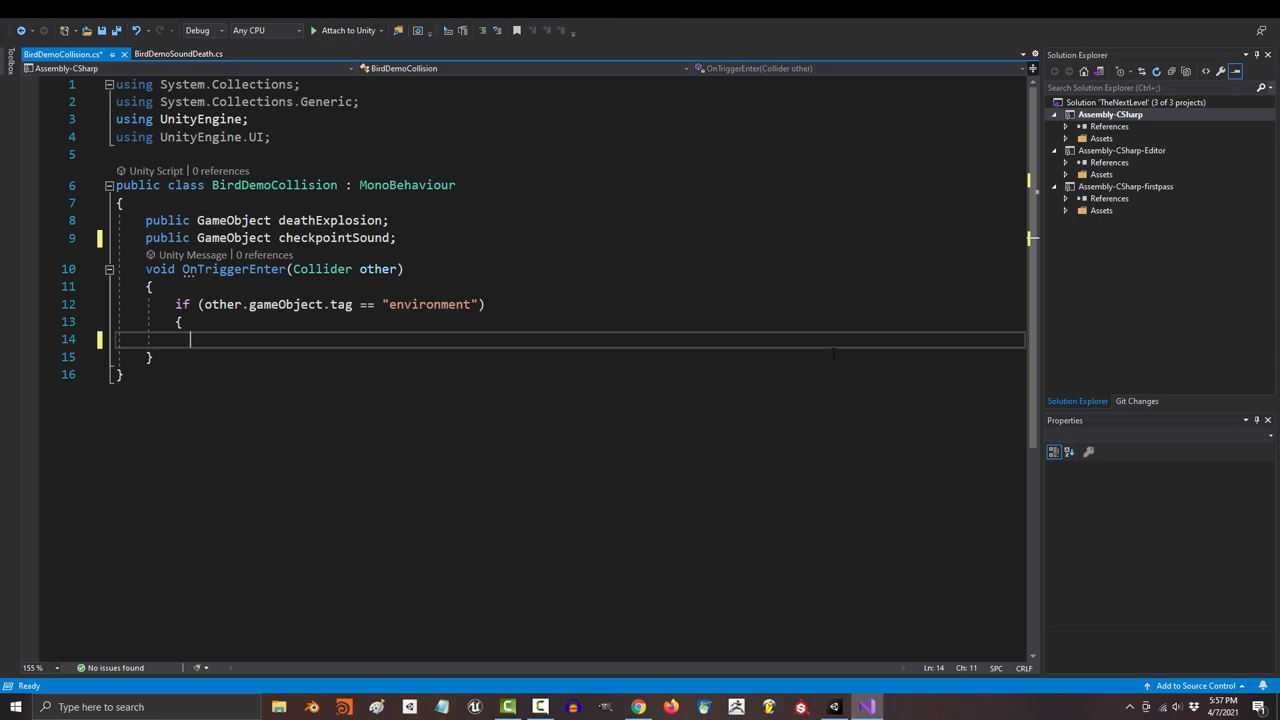 Debug
Any CPU
Attach to Unity
Toolbox
BirdDemoCollision.cs*
BirdDemoSoundDeath.cs
Assembly-CSharp
BirdDemoCollision
OnTriggerEnter(Collider other)
1 using System.Collections;
2 using System.Collections.Generic;
3 using UnityEngine;
4 using UnityEngine.UI;
5
Unity Script | 0 references
6 public class BirdDemoCollision : MonoBehaviour
7 {
8 public GameObject deathExplosion;
9 public GameObject checkpointSound;
Unity Message | 0 references
10 void OnTriggerEnter(Collider other)
11 {
12 if (other.gameObject.tag == "environment")
13 {
14
15 }
16 }
155 %
No issues found
Ln: 14
Ch: 11
SPC
CRLF
Solution Explorer
Search Solution Explorer (Ctrl+;)
Solution 'TheNextLevel' (3 of 3 projects)
Assembly-CSharp
References
Assets
Assembly-CSharp-Editor
References
Assets
Assembly-CSharp-firstpass
References
Assets
Solution Explorer
Git Changes
Properties
Ready
Add to Source Control
Type here to search
5:57 PM
4/7/2021